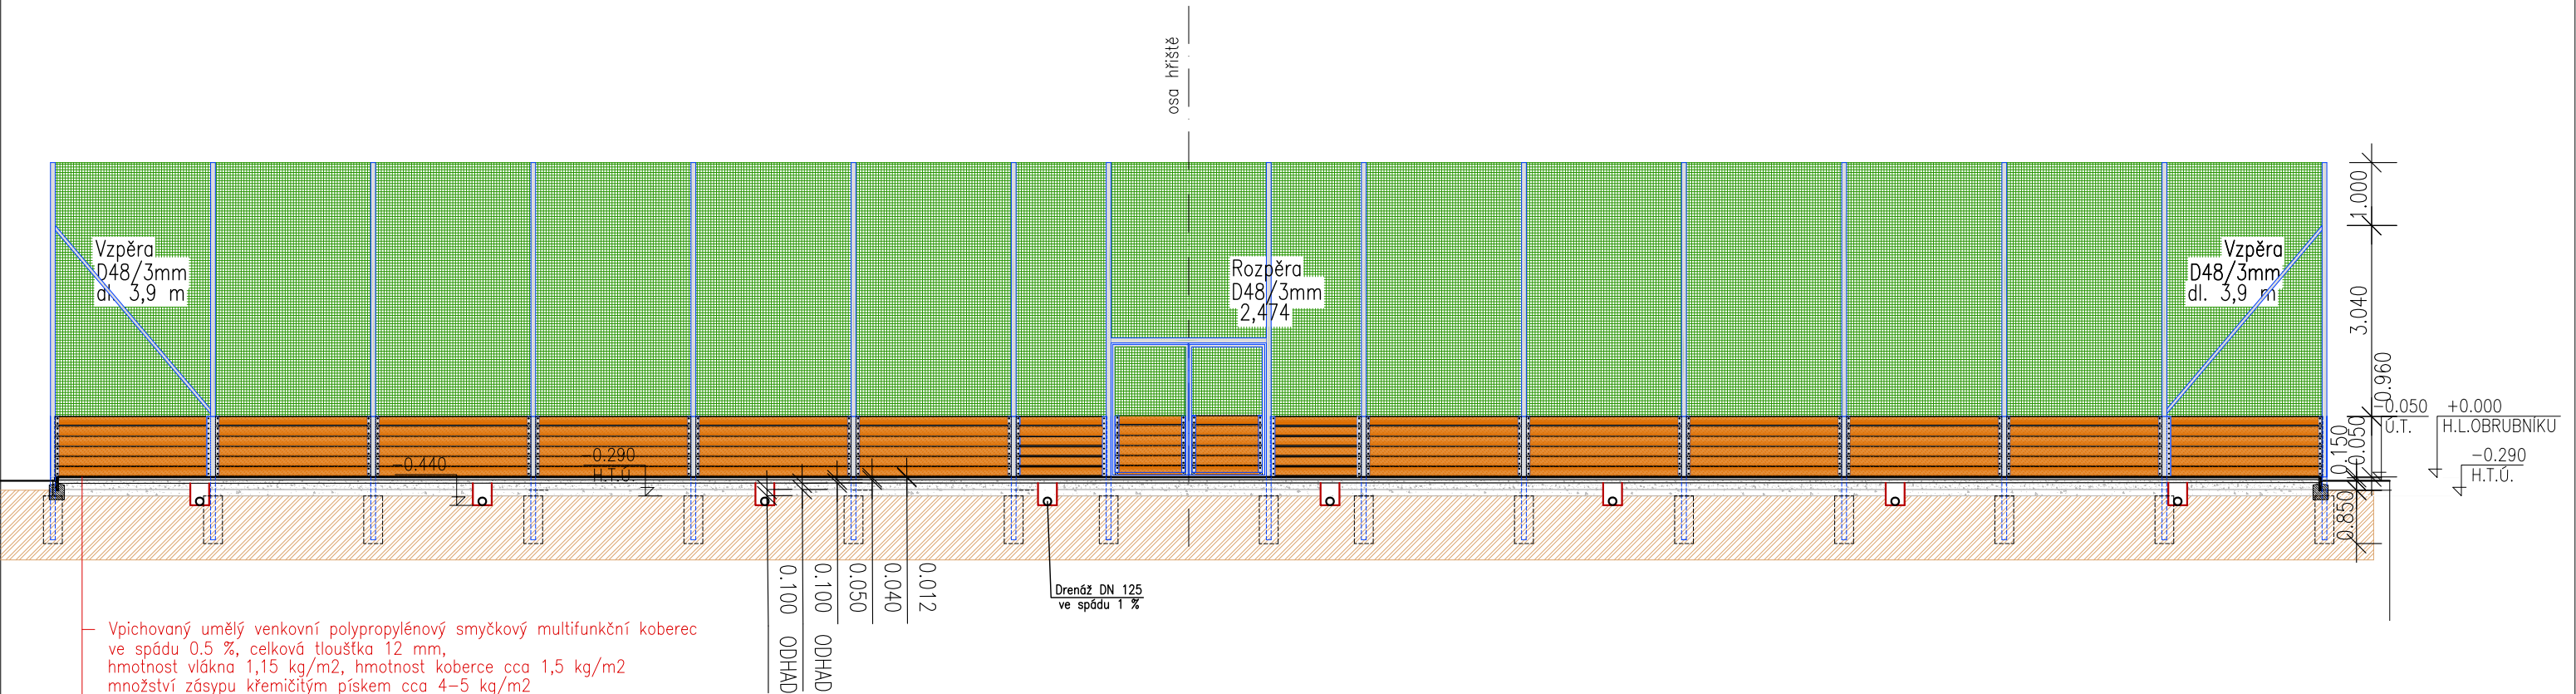 osa hřiště
Vzpěra
D48/3mm
dl. 3,9 m
Rozpěra
D48/3mm
2,474
Vzpěra
D48/3mm
dl. 3,9 m
1.000
3.040
0.960
0.150
0.050
0.850
-0.050
Ú.T.
+0.000
H.L.OBRUBNÍKU
-0.290
H.T.Ú.
-0.440
-0.290
H.T.Ú.
0.100 ODHAD
0.100 ODHAD
0.050
0.040
0.012
Drenáž DN 125
ve spádu 1 %
Vpichovaný umělý venkovní polypropylénový smyčkový multifunkční koberec
ve spádu 0.5 %, celková tloušťka 12 mm,
hmotnost vlákna 1,15 kg/m2, hmotnost koberce cca 1,5 kg/m2
množství zásypu křemičitým pískem cca 4-5 kg/m2